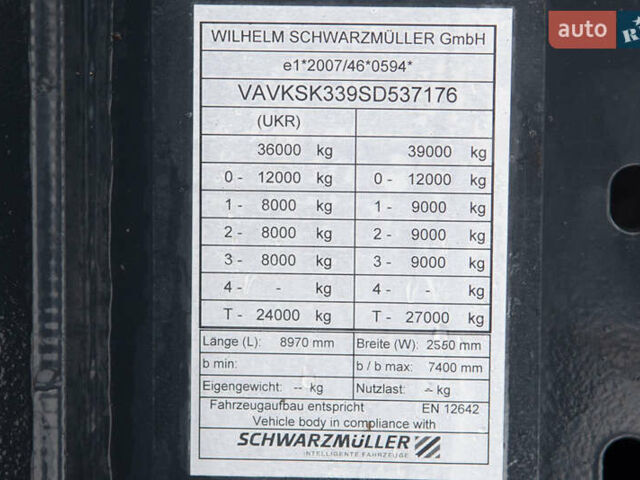 auto
WILHELM SCHWARZMÜLLER GmbH
e1*2007/46*0594*
VAVKSK339SD537176
(UKR)
36000 kg 39000 kg
0 - 12000 kg 0 - 12000 kg
1 - 8000 kg 1 - 9000 kg
2 - 8000 kg 2 - 9000 kg
3 - 8000 kg 3 - 9000 kg
4 - - kg 4 - - kg
T - 24000 kg T - 27000 kg
Länge (L): 8970 mm Breite (W): 2550 mm
b min: b / b max: 7400 mm
Eigengewicht: -- kg Nutzlast: -- kg
Fahrzeugaufbau entspricht EN 12642
Vehicle body in compliance with
SCHWARZMÜLLER
INTELLIGENTE FAHRZEUGE